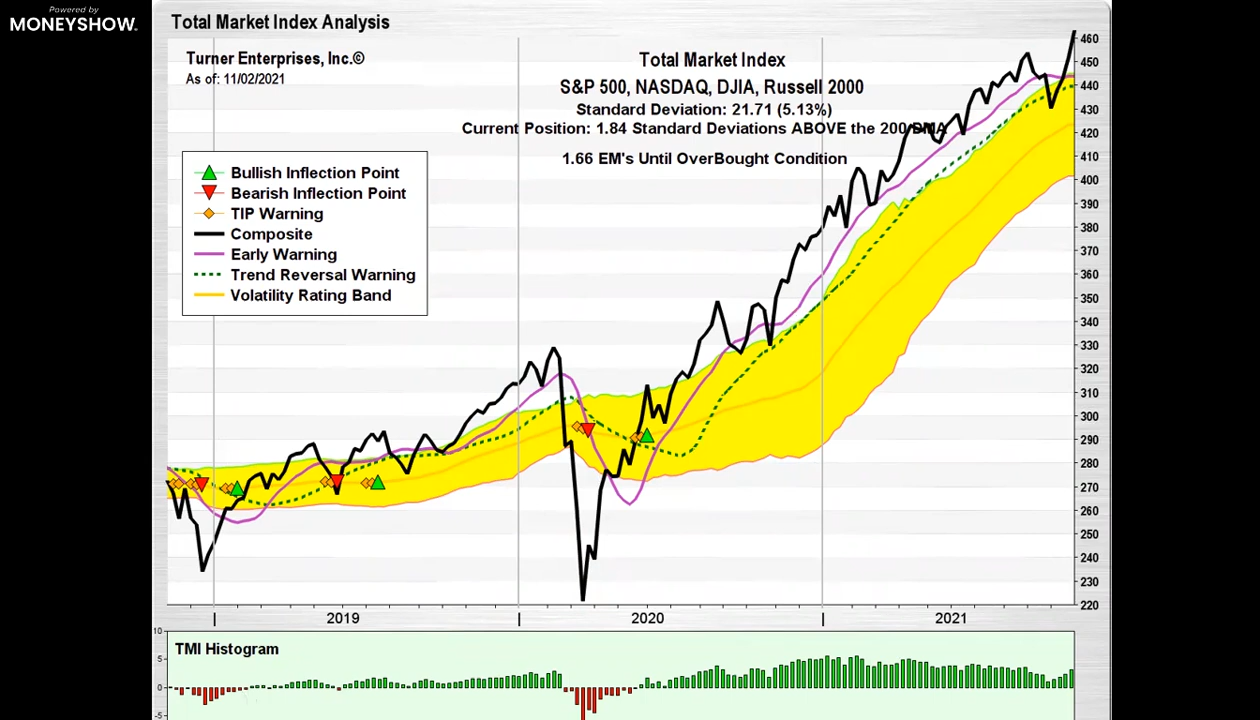 Powered by
MONEYSHOW.
Total Market Index Analysis
Turner Enterprises, Inc.©
As of: 11/02/2021
Total Market Index
S&P 500, NASDAQ, DJIA, Russell 2000
Standard Deviation: 21.71 (5.13%)
Current Position: 1.84 Standard Deviations ABOVE the 200 DMA
1.66 EM's Until OverBought Condition
Bullish Inflection Point
Bearish Inflection Point
TIP Warning
Composite
Early Warning
Trend Reversal Warning
Volatility Rating Band
460
450
440
430
420
410
400
390
380
370
360
350
340
330
320
310
300
290
280
270
260
250
240
230
220
2019
2020
2021
TMI Histogram
10
5
0
-5